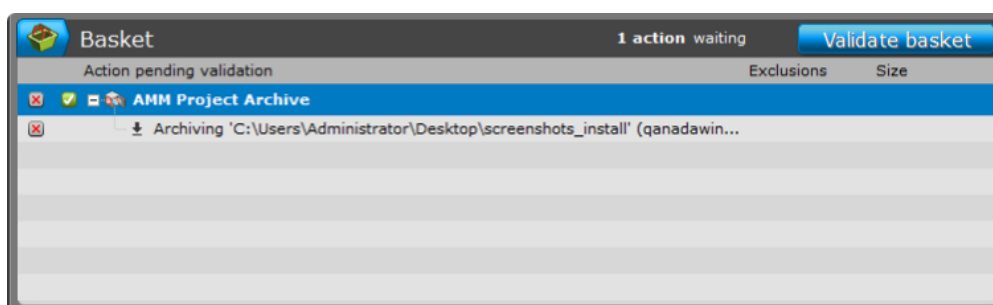 Basket 1 action waiting Validate basket
Action pending validation Exclusions Size
AMM Project Archive
Archiving 'C:\Users\Administrator\Desktop\screenshots_install' (qanadawin...